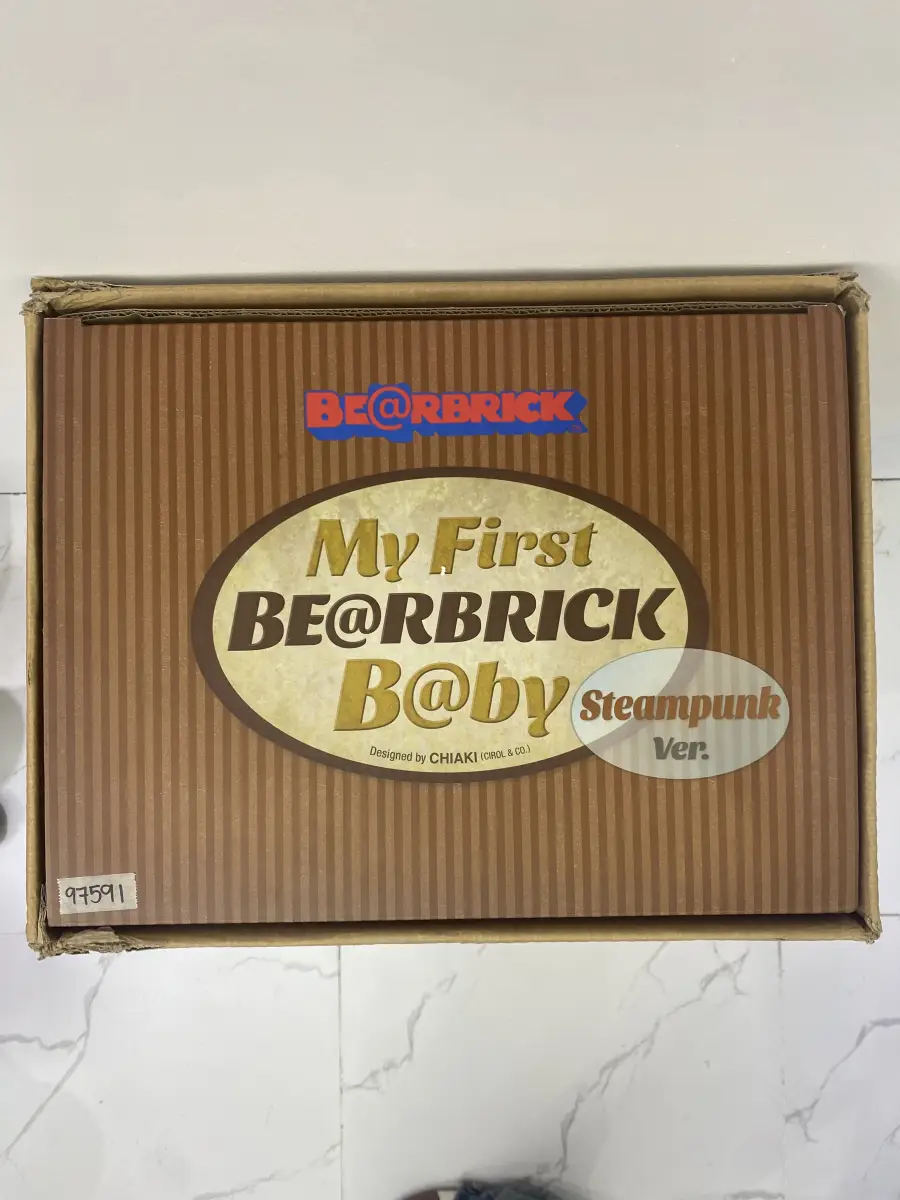 BE@RBRICK
My First
BE@RBRICK
B@by
Steampunk
Ver.
Designed by CHIAKI (CIROL & CO.)
97591